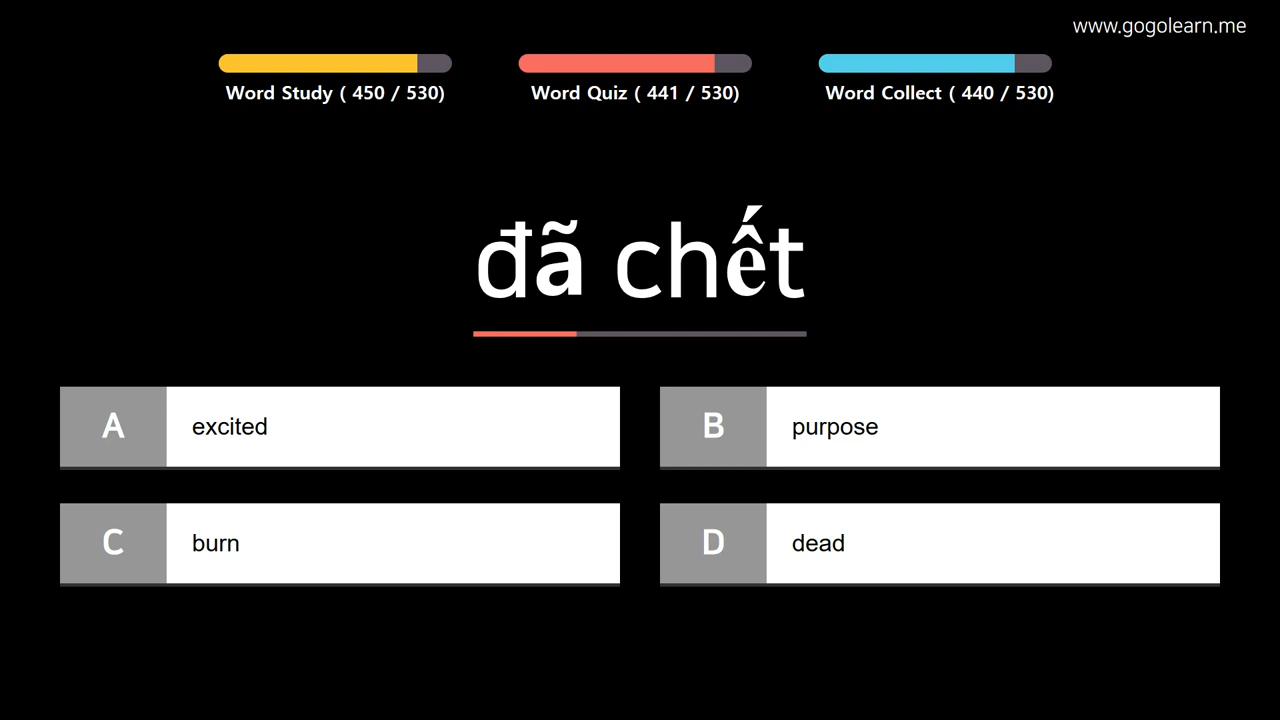 www.gogolearn.me
Word Study ( 450 / 530)
Word Quiz ( 441 / 530)
Word Collect ( 440 / 530)
đã chết
A excited
B purpose
C burn
D dead